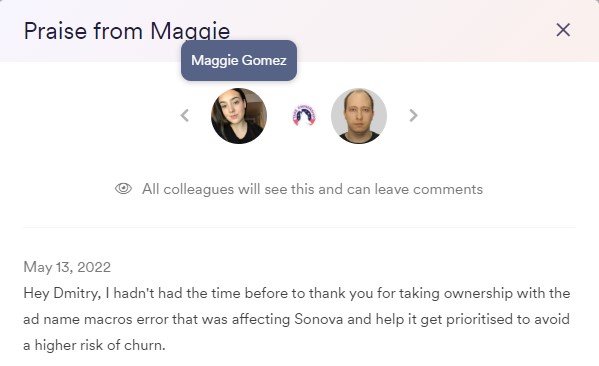 Praise from Maggie
Maggie Gomez
All colleagues will see this and can leave comments
May 13, 2022
Hey Dmitry, I hadn't had the time before to thank you for taking ownership with the
ad name macros error that was affecting Sonova and help it get prioritised to avoid
a higher risk of churn.